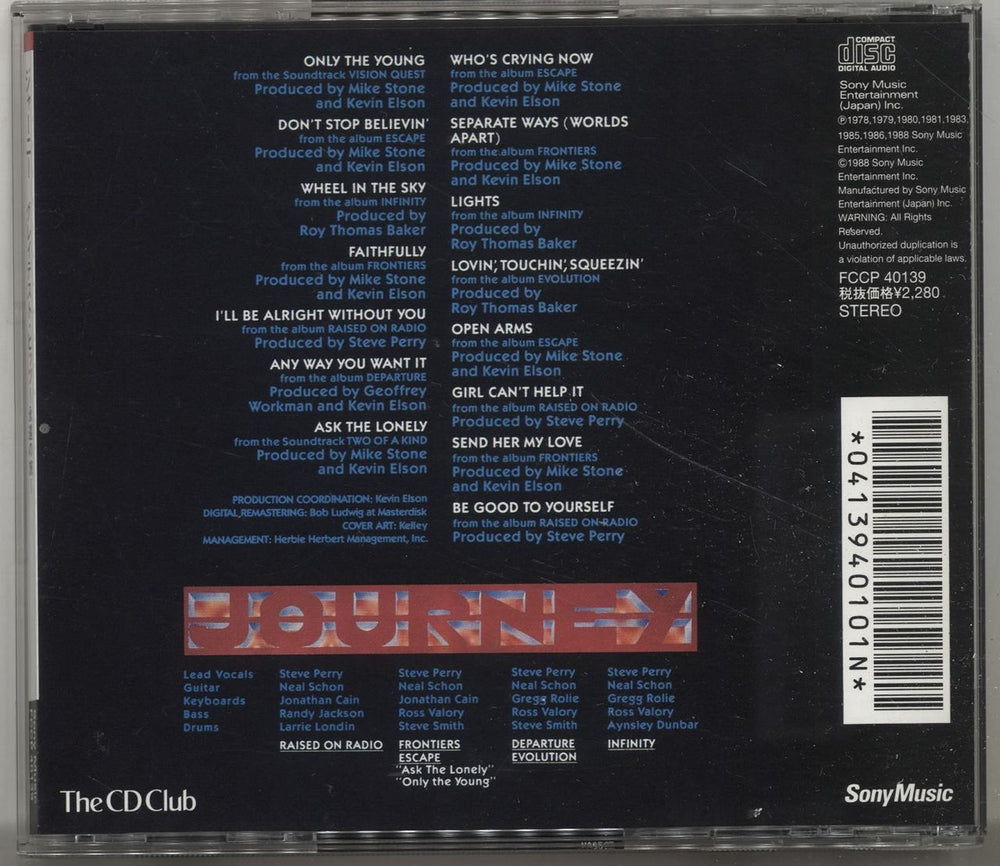 ONLY THE YOUNG
from the Soundtrack VISION QUEST
Produced by Mike Stone
and Kevin Elson
DON'T STOP BELIEVIN'
from the album ESCAPE
Produced by Mike Stone
and Kevin Elson
WHEEL IN THE SKY
from the album INFINITY
Produced by
Roy Thomas Baker
FAITHFULLY
from the album FRONTIERS
Produced by Mike Stone
and Kevin Elson
I'LL BE ALRIGHT WITHOUT YOU
from the album RAISED ON RADIO
Produced by Steve Perry
ANY WAY YOU WANT IT
from the album DEPARTURE
Produced by Geoffrey
Workman and Kevin Elson
ASK THE LONELY
from the Soundtrack TWO OF A KIND
Produced by Mike Stone
and Kevin Elson
PRODUCTION COORDINATION: Kevin Elson
DIGITAL REMASTERING: Bob Ludwig at Masterdisk
COVER ART: Kelley
MANAGEMENT: Herbie Herbert Management, Inc.
WHO'S CRYING NOW
from the album ESCAPE
Produced by Mike Stone
and Kevin Elson
SEPARATE WAYS (WORLDS
APART)
from the album FRONTIERS
Produced by Mike Stone
and Kevin Elson
LIGHTS
from the album INFINITY
Produced by
Roy Thomas Baker
LOVIN', TOUCHIN', SQUEEZIN'
from the album EVOLUTION
Produced by
Roy Thomas Baker
OPEN ARMS
from the album ESCAPE
Produced by Mike Stone
and Kevin Elson
GIRL CAN'T HELP IT
from the album RAISED ON RADIO
Produced by Steve Perry
SEND HER MY LOVE
from the album FRONTIERS
Produced by Mike Stone
and Kevin Elson
BE GOOD TO YOURSELF
from the album RAISED ON RADIO
Produced by Steve Perry
COMPACT
disc
DIGITAL AUDIO
Sony Music
Entertainment
(Japan) Inc.
℗1978,1979,1980,1981,1983,
1985,1986,1988 Sony Music
Entertainment Inc.
©1988 Sony Music
Entertainment Inc.
Manufactured by Sony Music
Entertainment (Japan) Inc.
WARNING: All Rights
Reserved.
Unauthorized duplication is
a violation of applicable laws.
FCCP 40139
税抜価格¥2,280
STEREO
*0413940101N*
JOURNEY
Lead Vocals Steve Perry Steve Perry Steve Perry Steve Perry
Guitar Neal Schon Neal Schon Neal Schon Neal Schon
Keyboards Jonathan Cain Jonathan Cain Gregg Rolie Gregg Rolie
Bass Randy Jackson Ross Valory Ross Valory Ross Valory
Drums Larrie Londin Steve Smith Steve Smith Aynsley Dunbar
RAISED ON RADIO FRONTIERS DEPARTURE INFINITY
ESCAPE EVOLUTION
"Ask The Lonely"
"Only the Young"
The CD Club
Sony Music